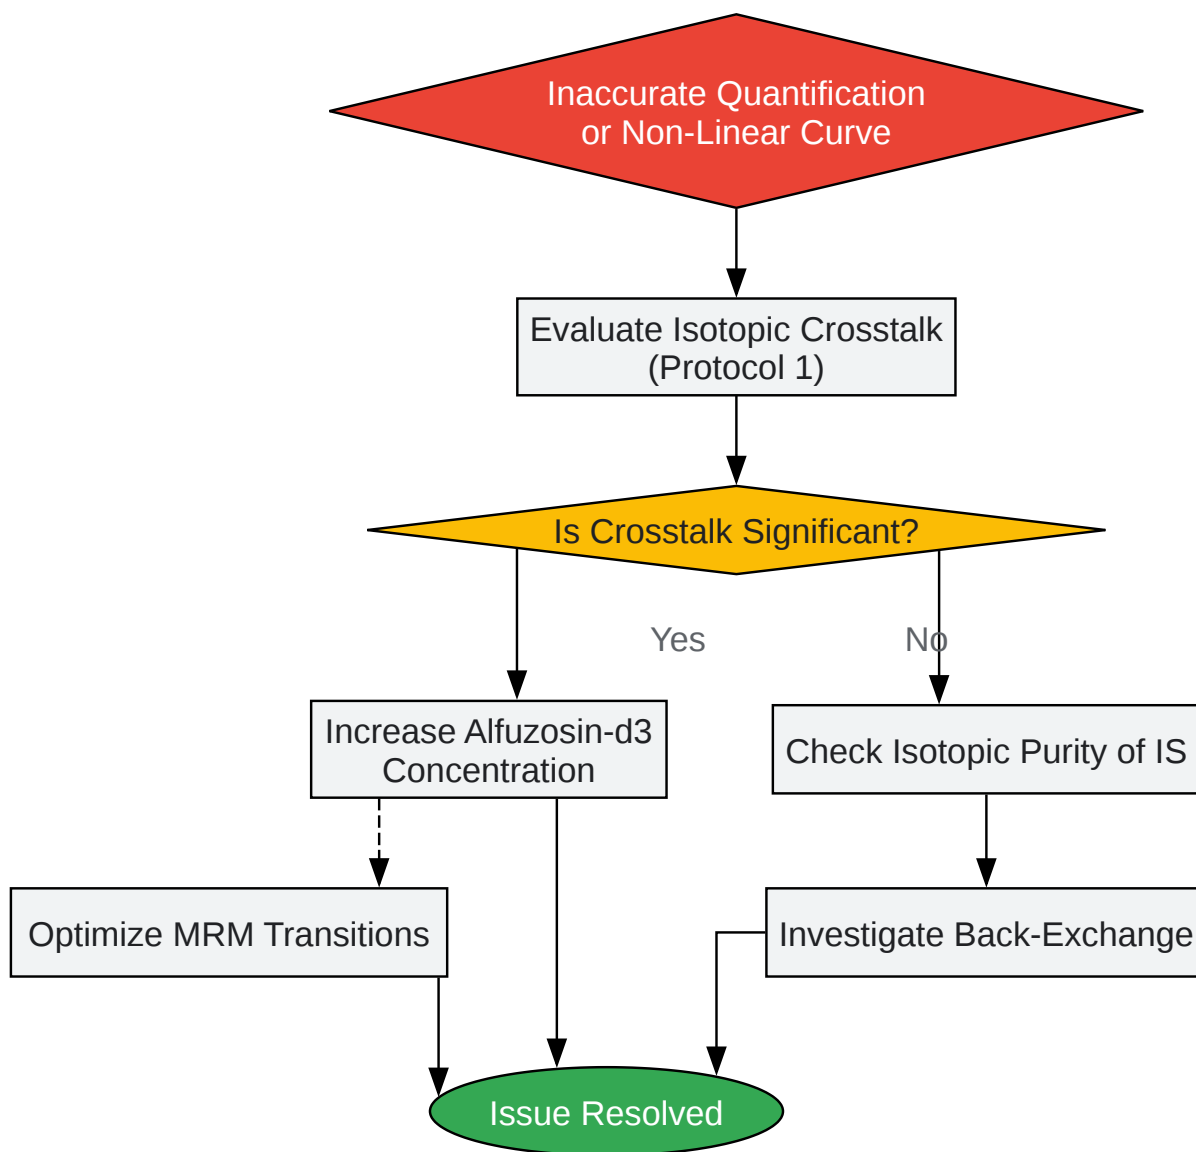 Inaccurate Quantification
or Non-Linear Curve
Evaluate Isotopic Crosstalk
(Protocol 1)
Is Crosstalk Significant?
Yes
No
Increase Alfuzosin-d3
Concentration
Check Isotopic Purity of IS
Optimize MRM Transitions
Investigate Back-Exchange
Issue Resolved